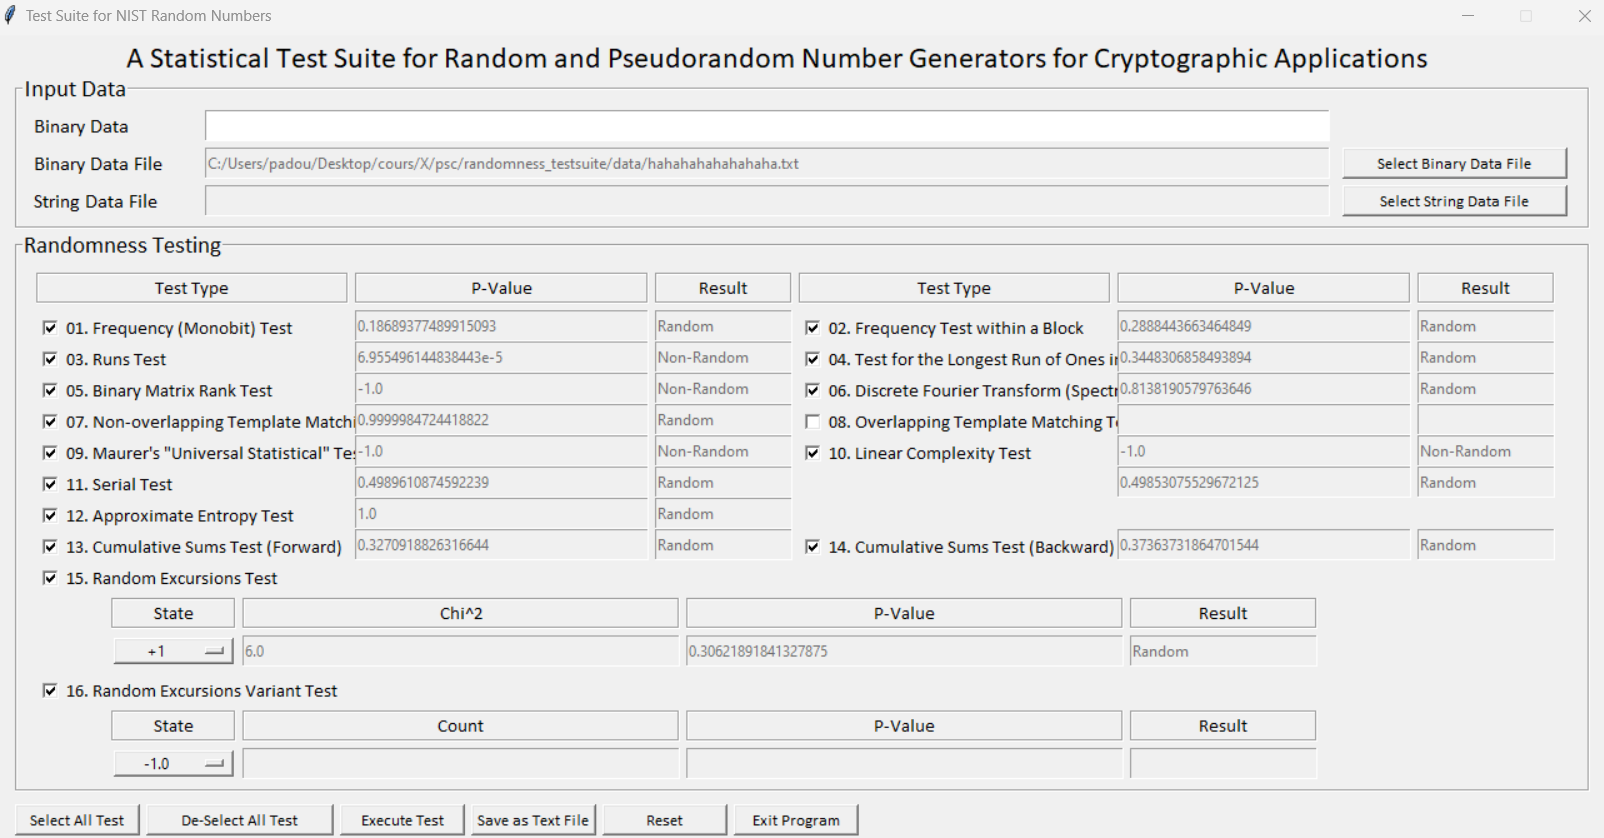 Test Suite for NIST Random Numbers
A Statistical Test Suite for Random and Pseudorandom Number Generators for Cryptographic Applications
Input Data
Binary Data
Binary Data File C:/Users/padou/Desktop/cours/X/psc/randomness_testsuite/data/hahahahahahahaha.txt Select Binary Data File
String Data File Select String Data File
Randomness Testing
Test Type P-Value Result Test Type P-Value Result
01. Frequency (Monobit) Test 0.18689377489915093 Random 02. Frequency Test within a Block 0.2888443663464849 Random
03. Runs Test 6.955496144838443e-5 Non-Random 04. Test for the Longest Run of Ones in 0.3448306858493894 Random
05. Binary Matrix Rank Test -1.0 Non-Random 06. Discrete Fourier Transform (Spectr 0.8138190579763646 Random
07. Non-overlapping Template Matchi 0.9999984724418822 Random 08. Overlapping Template Matching Te
09. Maurer's "Universal Statistical" Tes -1.0 Non-Random 10. Linear Complexity Test -1.0 Non-Random
11. Serial Test 0.4989610874592239 Random 0.49853075529672125 Random
12. Approximate Entropy Test 1.0 Random
13. Cumulative Sums Test (Forward) 0.3270918826316644 Random 14. Cumulative Sums Test (Backward) 0.37363731864701544 Random
15. Random Excursions Test
State Chi^2 P-Value Result
+1 6.0 0.30621891841327875 Random
16. Random Excursions Variant Test
State Count P-Value Result
-1.0
Select All Test De-Select All Test Execute Test Save as Text File Reset Exit Program